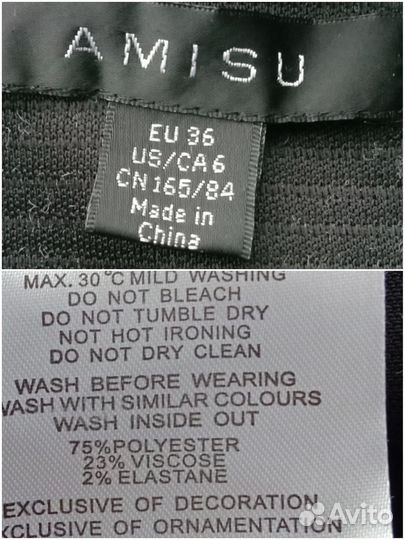 AMISU
EU 36
US/CA 6
CN 165/84
Made in
China
MAX. 30°C MILD WASHING
DO NOT BLEACH
DO NOT TUMBLE DRY
NOT HOT IRONING
DO NOT DRY CLEAN
WASH BEFORE WEARING
WASH WITH SIMILAR COLOURS
WASH INSIDE OUT
75%POLYESTER
23% VISCOSE
2% ELASTANE
EXCLUSIVE OF DECORATION
EXCLUSIVE OF ORNAMENTATION
Avito